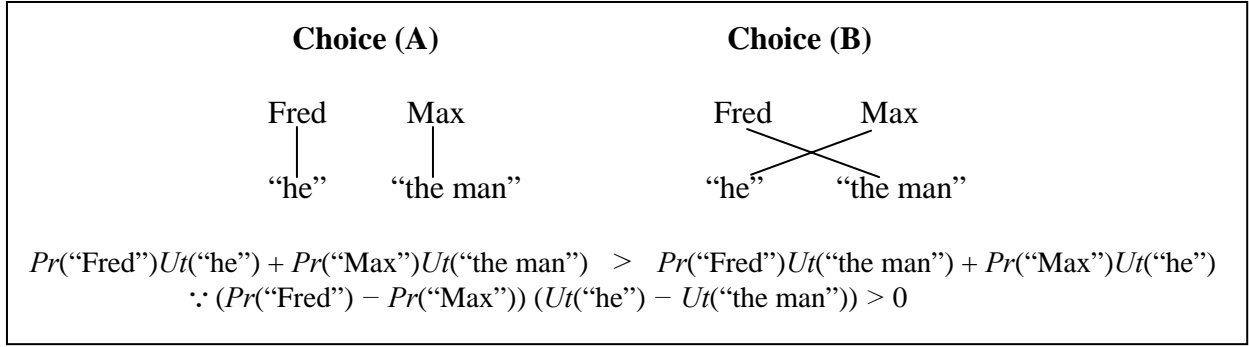 Choice (A) Choice (B)
Fred Max Fred Max
“he” “the man” “he” “the man”
Pr(“Fred”)Ut(“he”) + Pr(“Max”)Ut(“the man”) > Pr(“Fred”)Ut(“the man”) + Pr(“Max”)Ut(“he”)
∵ (Pr(“Fred”) − Pr(“Max”)) (Ut(“he”) − Ut(“the man”)) > 0